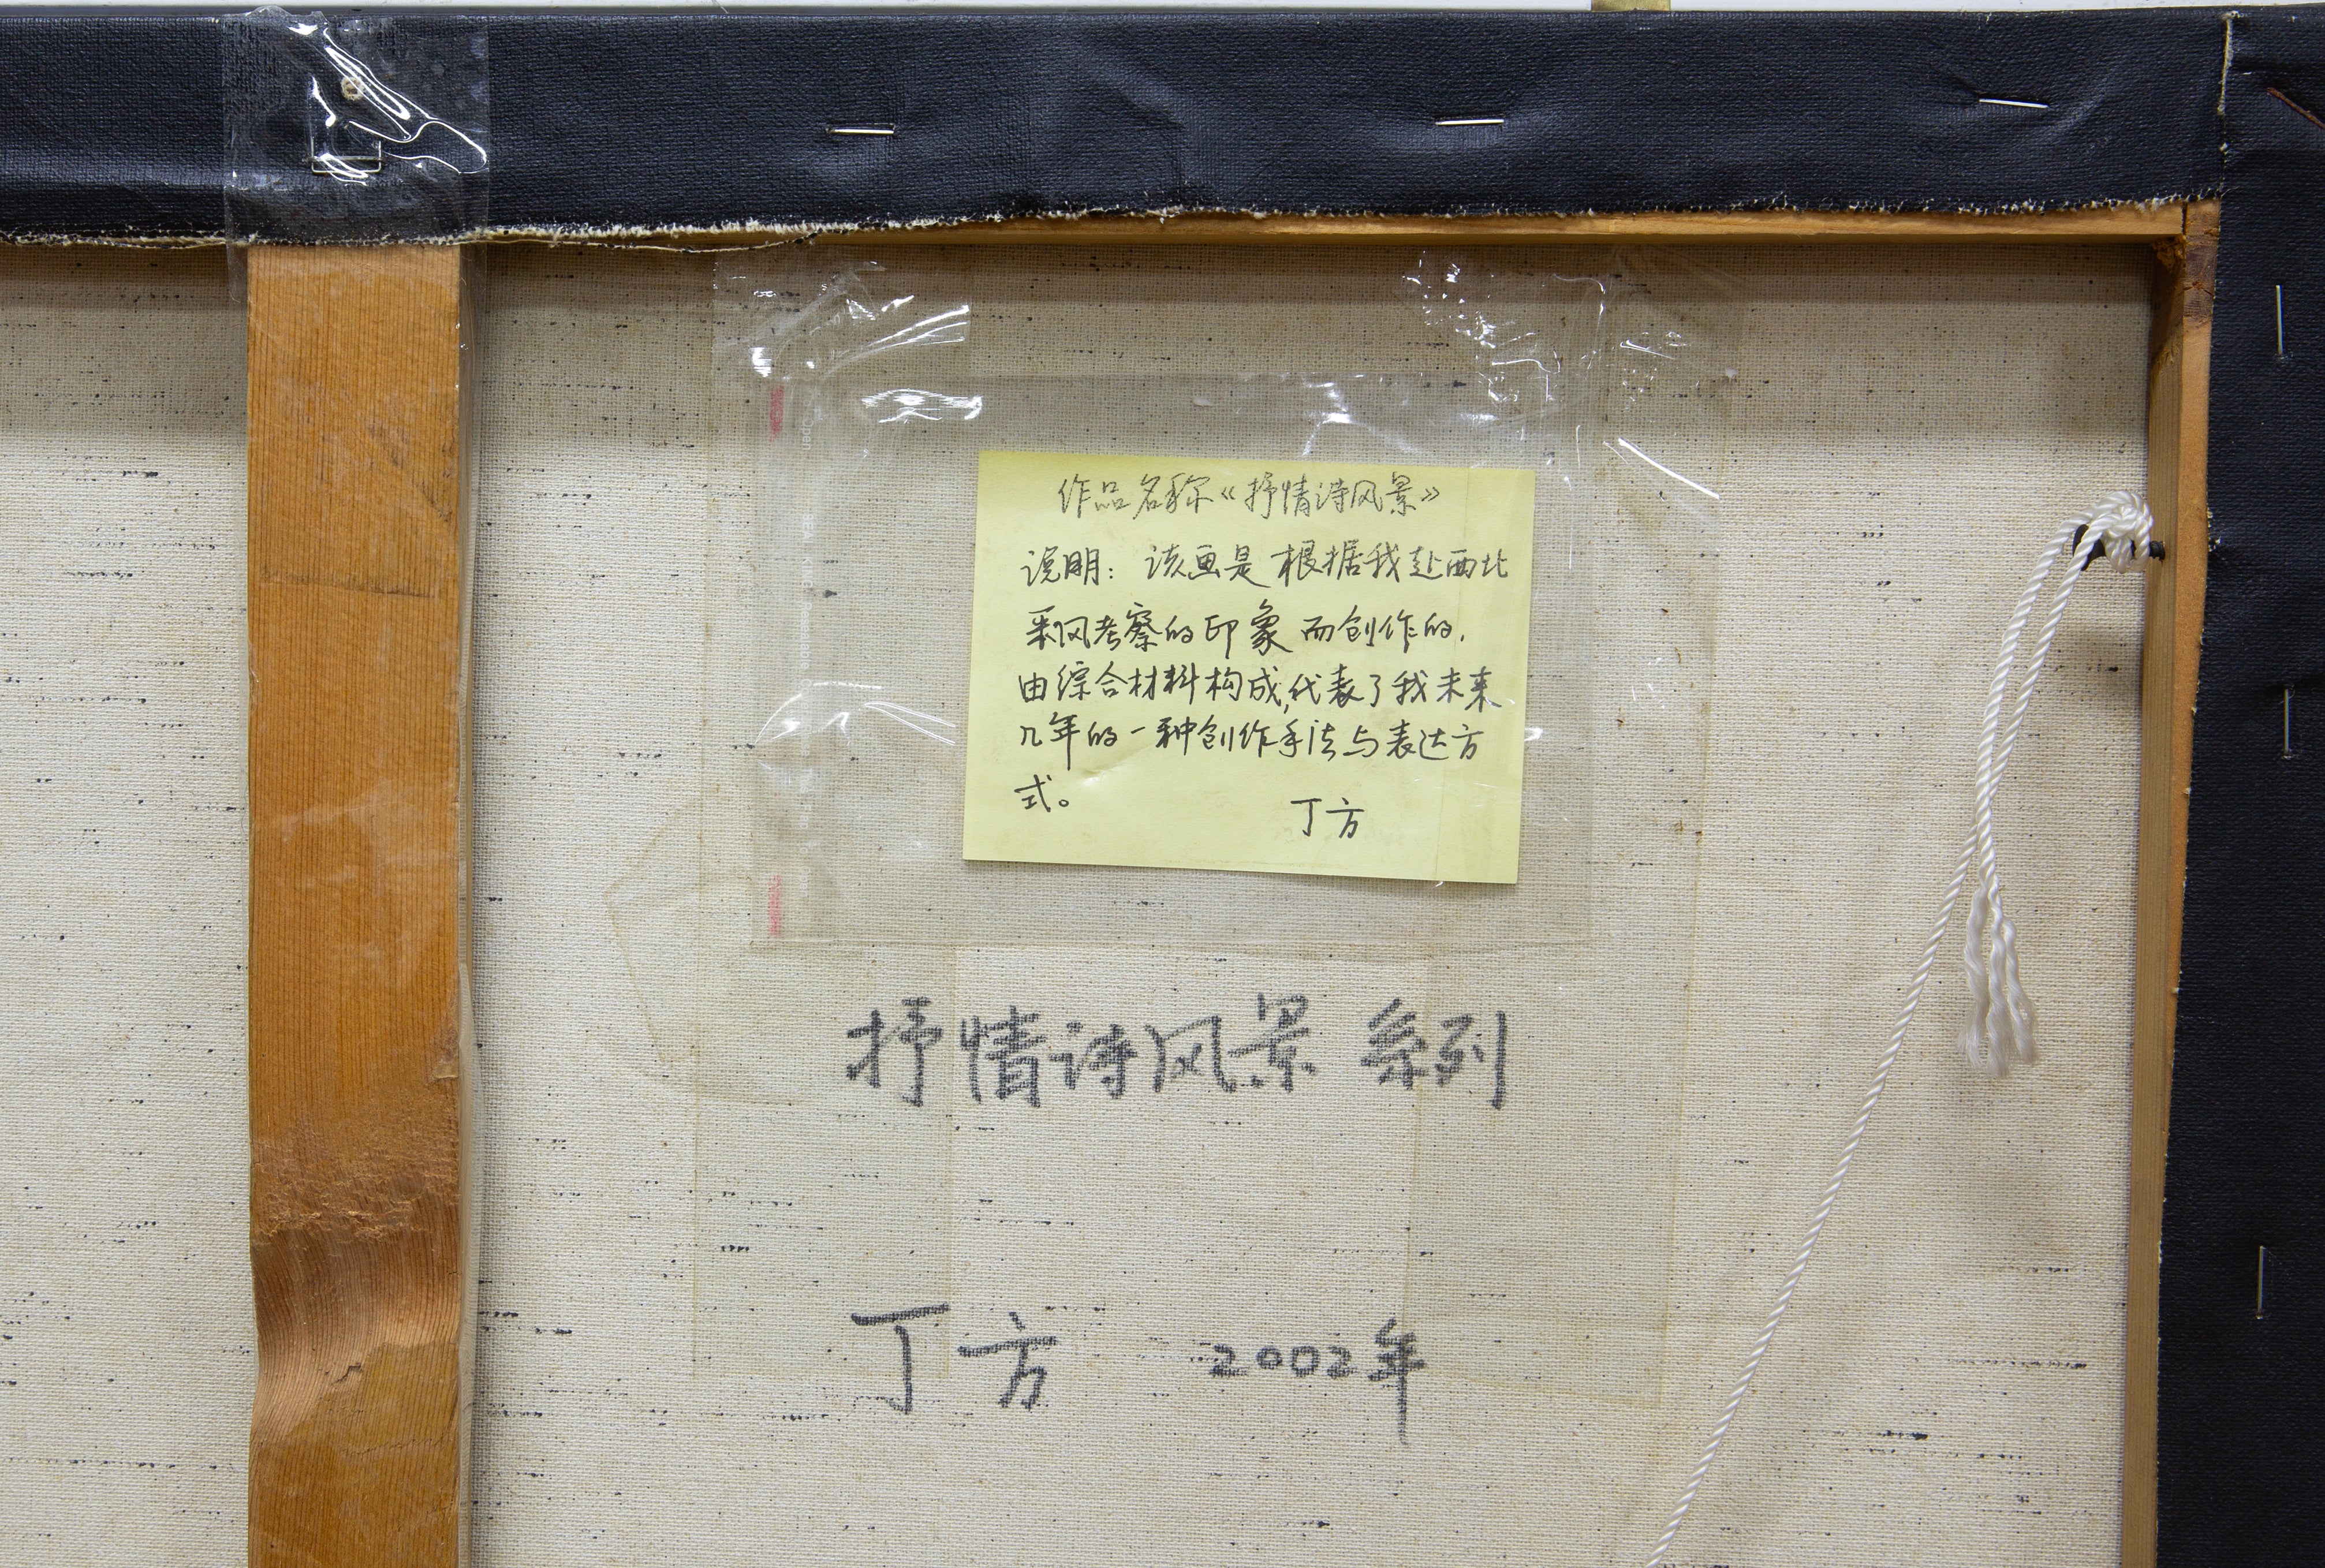 作品名称《抒情诗风景》
说明：该画是根据我赴西北
采风考察的印象而创作的.
由综合材料构成,代表了我未来
几年的一种创作手法与表达方
式。
丁方
抒情诗风景 系列
丁方 2002年